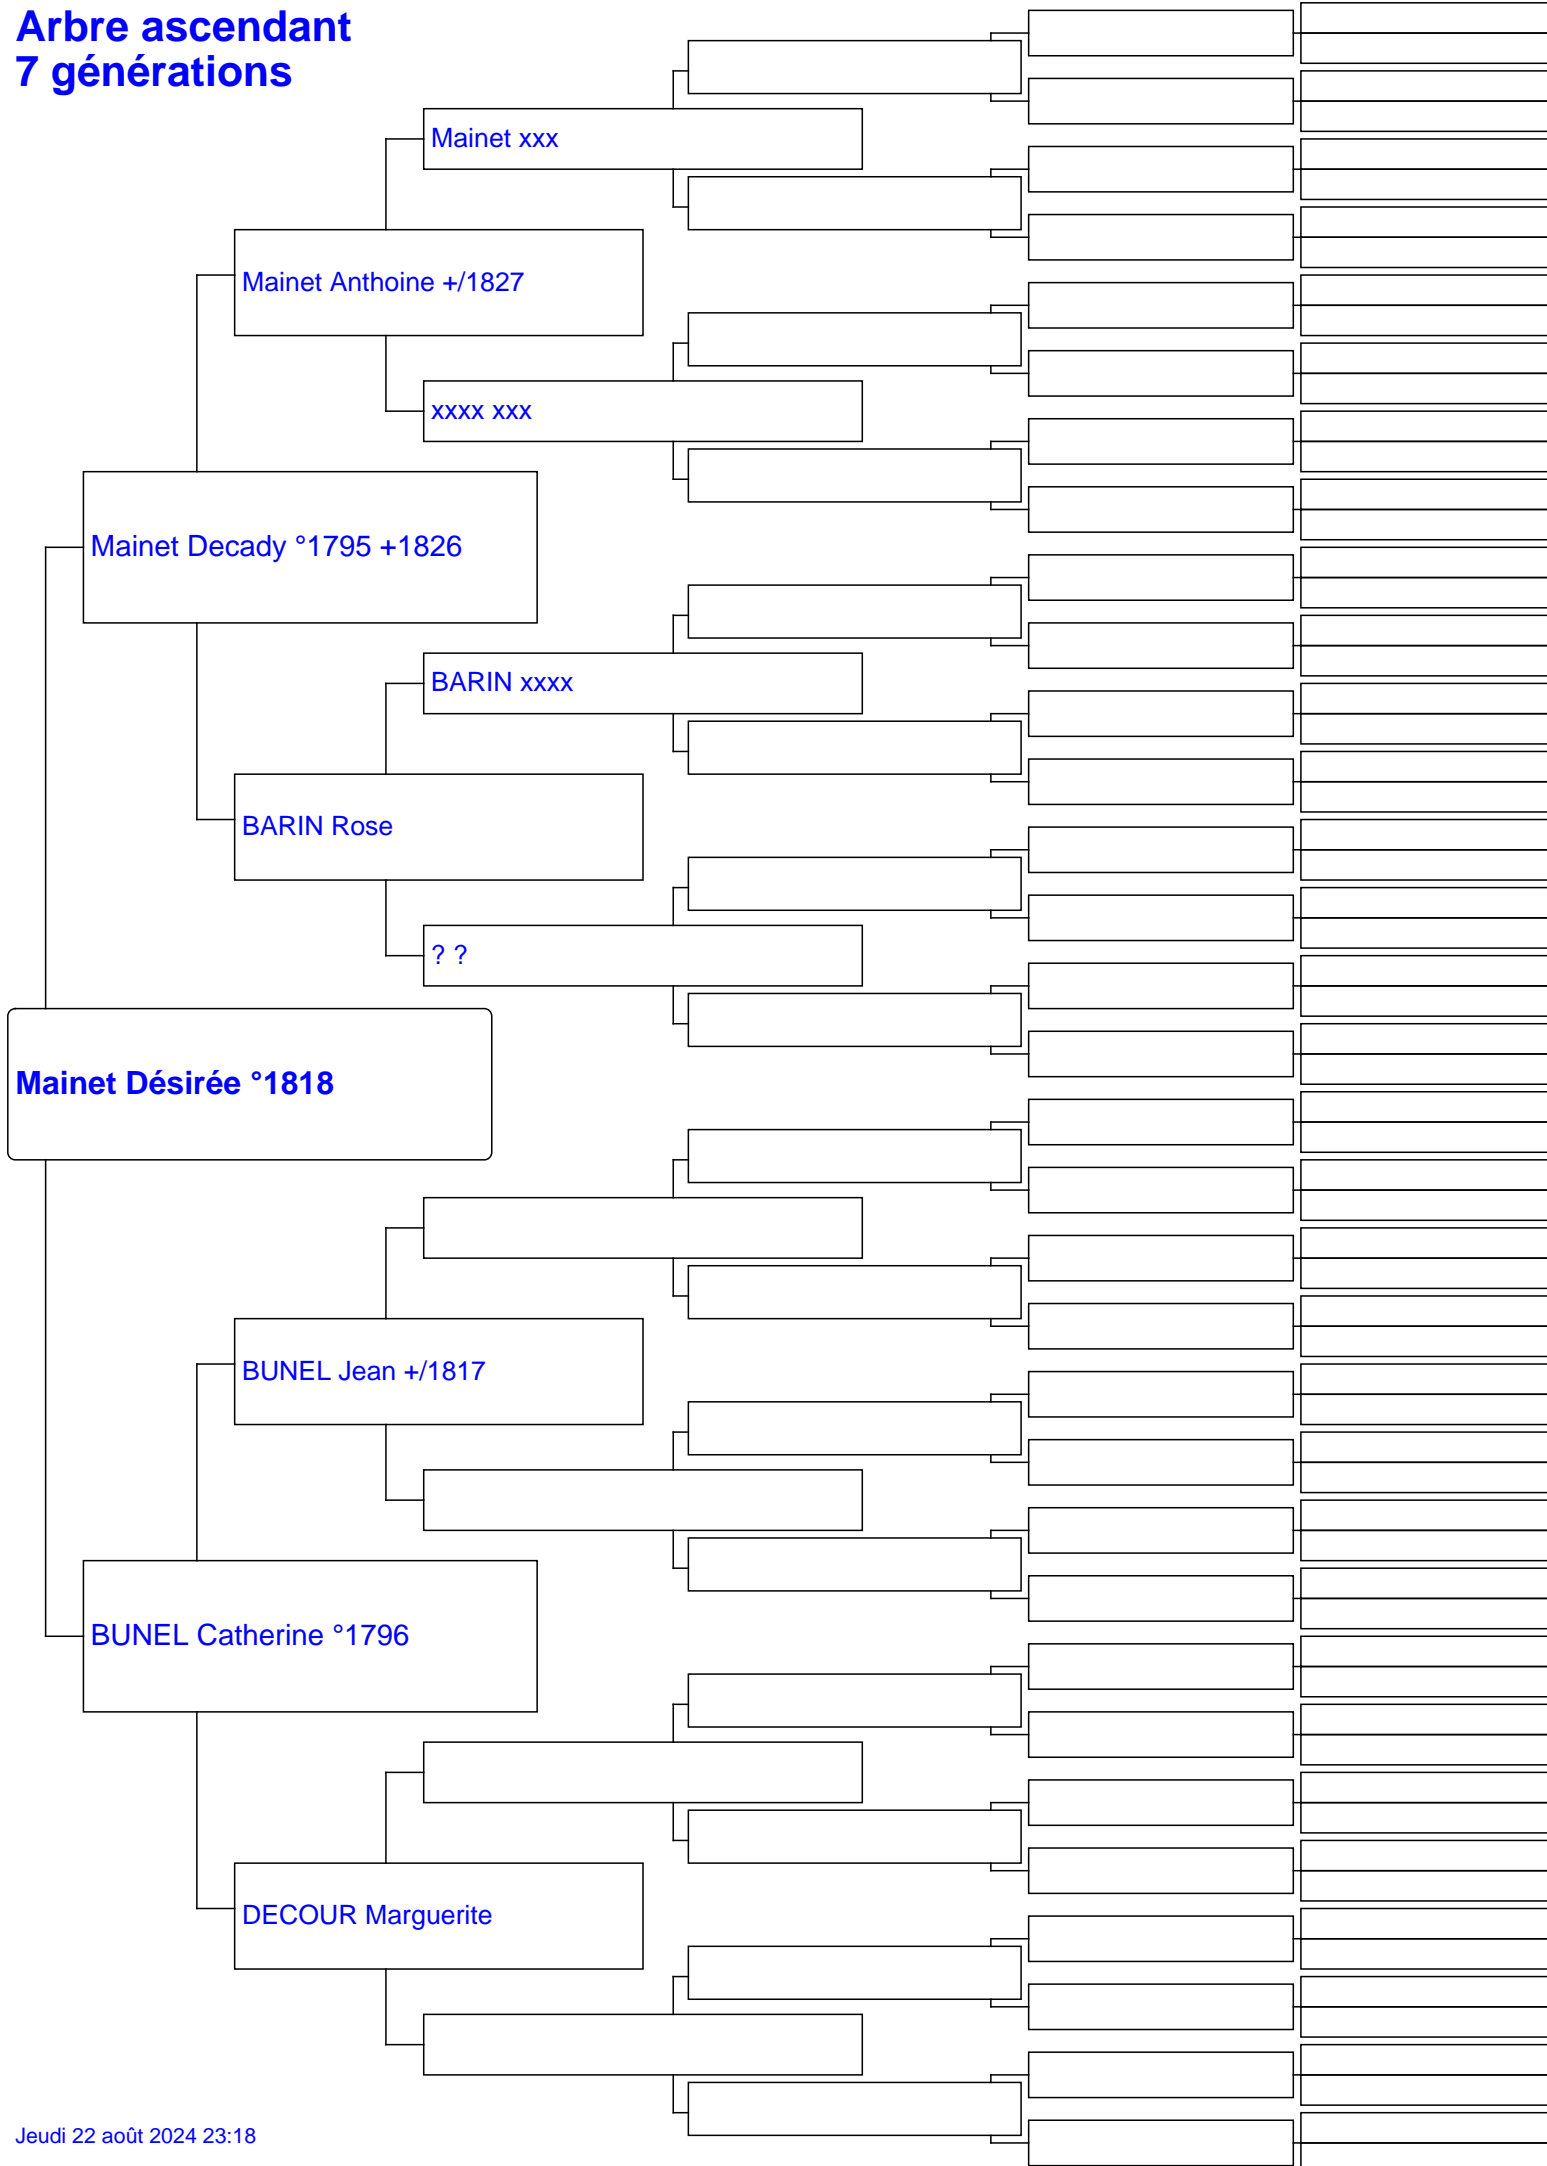 Arbre ascendant
7 générations
Mainet xxx
Mainet Anthoine +/1827
xxxx xxx
Mainet Decady °1795 +1826
BARIN xxxx
BARIN Rose
? ?
Mainet Désirée °1818
BUNEL Jean +/1817
BUNEL Catherine °1796
DECOUR Marguerite
Jeudi 22 août 2024 23:18